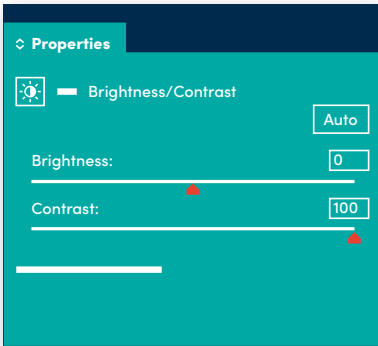 Properties
Brightness/Contrast
Auto
Brightness: 0
Contrast: 100